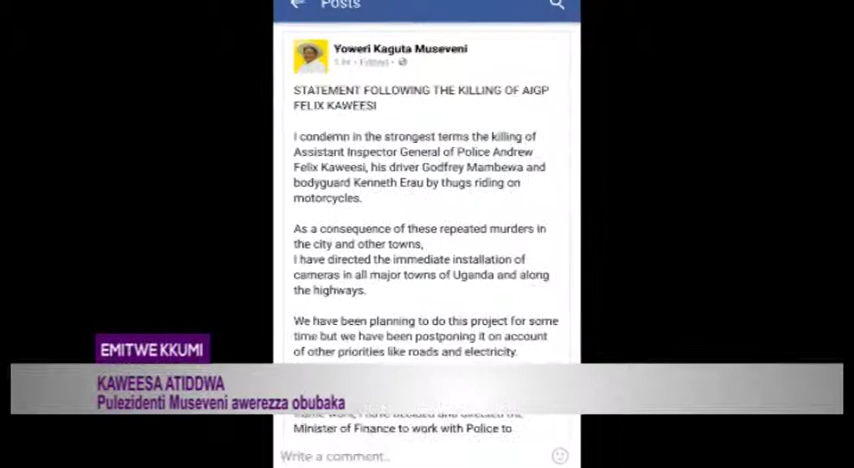 Posts
Yoweri Kaguta Museveni
1 hr • Edited •
STATEMENT FOLLOWING THE KILLING OF AIGP
FELIX KAWEESI
I condemn in the strongest terms the killing of
Assistant Inspector General of Police Andrew
Felix Kaweesi, his driver Godfrey Mambewa and
bodyguard Kenneth Erau by thugs riding on
motorcycles.
As a consequence of these repeated murders in
the city and other towns,
I have directed the immediate installation of
cameras in all major towns of Uganda and along
the highways.
We have been planning to do this project for some
time but we have been postponing it on account
of other priorities like roads and electricity.
EMITWE KKUMI
KAWEESA ATIDDWA
Pulezidenti Museveni awerezza obubaka
Minister of Finance to work with Police to
Write a comment..